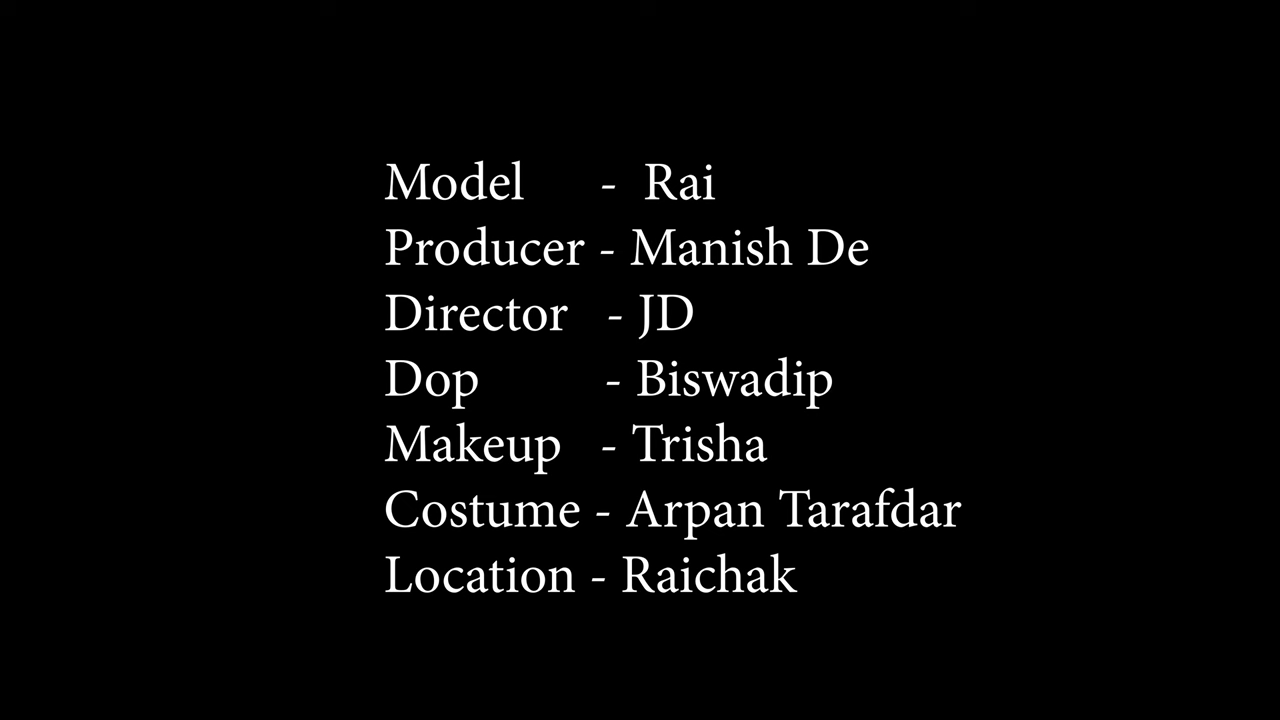 Model - Rai
Producer - Manish De
Director - JD
Dop - Biswadip
Makeup - Trisha
Costume - Arpan Tarafdar
Location - Raichak